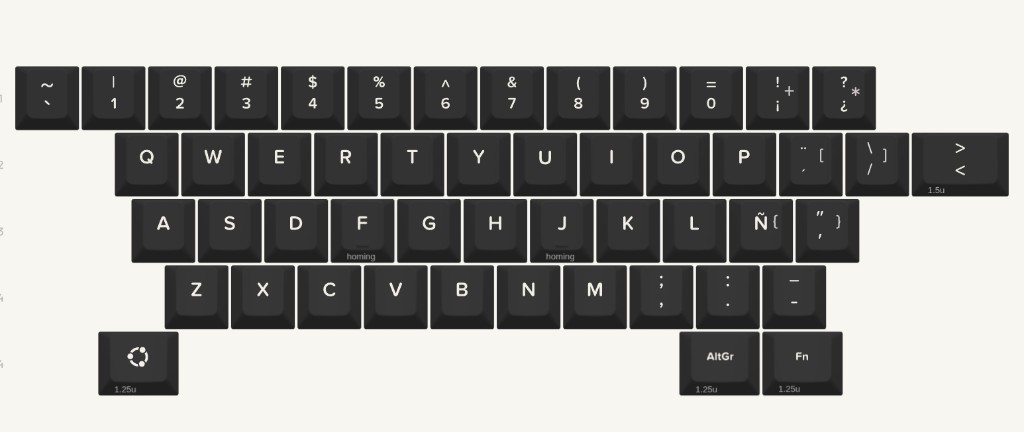 ~ | @ # $ % ^ & ( ) = ! + ? *
` 1 2 3 4 5 6 7 8 9 0 ¡ ¿
Q W E R T Y U I O P ¨ [ \ ] >
´ / <
1.5u
A S D F G H J K L Ñ { " }
'
homing homing
Z X C V B N M ; : _
, . -
AltGr Fn
1.25u 1.25u 1.25u